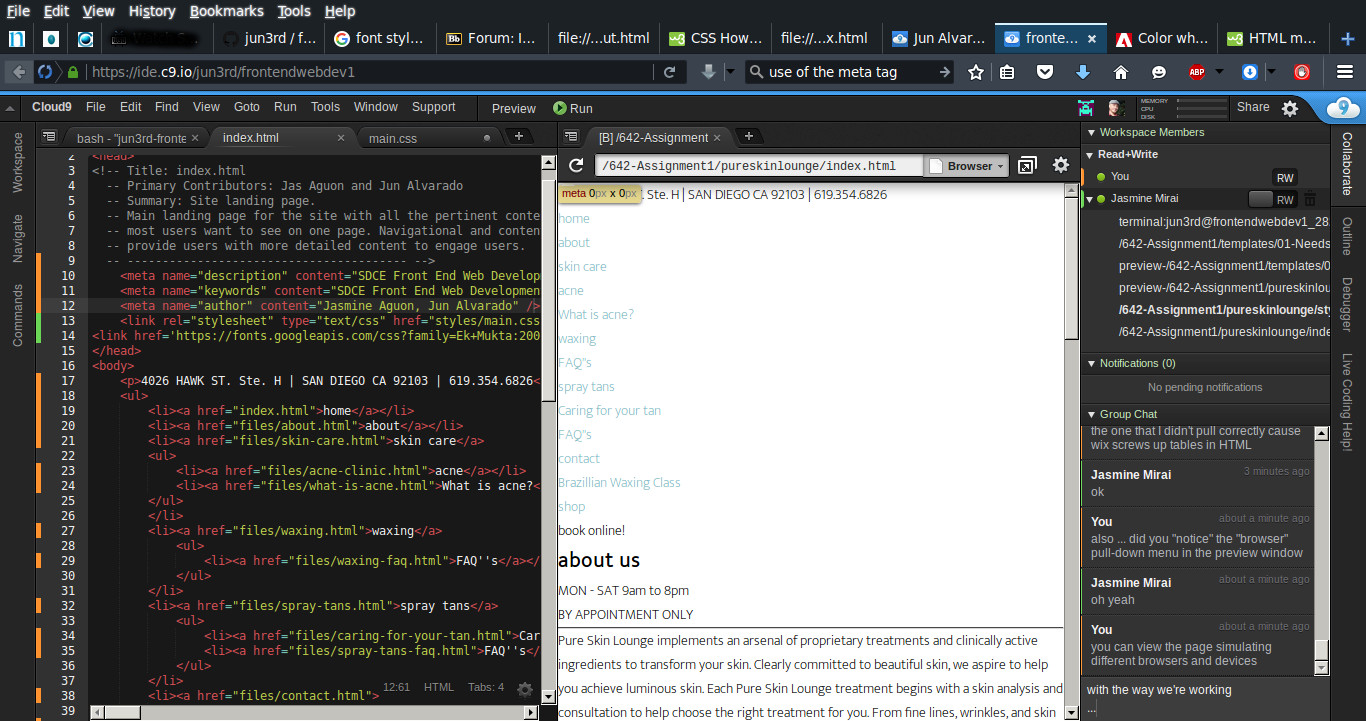 File Edit View History Bookmarks Tools Help
jun3rd / f... font styl... Forum: I... file://...ut.html CSS How... file://...x.html Jun Alvar... fronte... Color wh... HTML m...
https://ide.c9.io/jun3rd/frontendwebdev1
use of the meta tag
ABP
Cloud9 File Edit Find View Goto Run Tools Window Support Preview Run
MEMORY
CPU
DISK
Share
Workspace
Navigate
Commands
bash - "jun3rd-fronte
index.html
main.css
2 <head>
3 <!-- Title: index.html
4 -- Primary Contributors: Jas Aguon and Jun Alvarado
5 -- Summary: Site landing page.
6 -- Main landing page for the site with all the pertinent conte
7 -- most users want to see on one page. Navigational and conten
8 -- provide users with more detailed content to engage users.
9 -- --------------------------------------- -->
10 <meta name="description" content="SDCE Front End Web Develop
11 <meta name="keywords" content="SDCE Front End Web Developmen
12 <meta name="author" content="Jasmine Aguon, Jun Alvarado" />
13 <link rel="stylesheet" type="text/css" href="styles/main.css
14 <link href='https://fonts.googleapis.com/css?family=Ek+Mukta:200
15 </head>
16 <body>
17 <p>4026 HAWK ST. Ste. H | SAN DIEGO CA 92103 | 619.354.6826<
18 <ul>
19 <li><a href="index.html">home</a></li>
20 <li><a href="files/about.html">about</a></li>
21 <li><a href="files/skin-care.html">skin care</a>
22 <ul>
23 <li><a href="files/acne-clinic.html">acne</a></li>
24 <li><a href="files/what-is-acne.html">What is acne?<
25 </ul>
26 </li>
27 <li><a href="files/waxing.html">waxing</a>
28 <ul>
29 <li><a href="files/waxing-faq.html">FAQ''s</a></
30 </ul>
31 </li>
32 <li><a href="files/spray-tans.html">spray tans</a>
33 <ul>
34 <li><a href="files/caring-for-your-tan.html">Car
35 <li><a href="files/spray-tans-faq.html">FAQ''s</
36 </ul>
37 </li>
38 <li><a href="files/contact.html">
39
12:61 HTML Tabs: 4
[B] /642-Assignment
/642-Assignment1/pureskinlounge/index.html
Browser
meta 0px x 0px
Ste. H | SAN DIEGO CA 92103 | 619.354.6826
home
about
skin care
acne
What is acne?
waxing
FAQ''s
spray tans
Caring for your tan
FAQ''s
contact
Brazillian Waxing Class
shop
book online!
about us
MON - SAT 9am to 8pm
BY APPOINTMENT ONLY
Pure Skin Lounge implements an arsenal of proprietary treatments and clinically active
ingredients to transform your skin. Clearly committed to beautiful skin, we aspire to help
you achieve luminous skin. Each Pure Skin Lounge treatment begins with a skin analysis and
consultation to help choose the right treatment for you. From fine lines, wrinkles, and skin
Workspace Members
Read+Write
You RW
Jasmine Mirai RW
terminal:jun3rd@frontendwebdev1_28
/642-Assignment1/templates/01-Needs
preview-/642-Assignment1/templates/0
preview-/642-Assignment1/pureskinlou
/642-Assignment1/pureskinlounge/sty
/642-Assignment1/pureskinlounge/inde
Notifications (0)
No pending notifications
Group Chat
the one that I didn't pull correctly cause
wix screws up tables in HTML
Jasmine Mirai 3 minutes ago
ok
You about a minute ago
also ... did you "notice" the "browser"
pull-down menu in the preview window
Jasmine Mirai about a minute ago
oh yeah
You about a minute ago
you can view the page simulating
different browsers and devices
with the way we're working
...
Collaborate
Outline
Debugger
Live Coding Help!